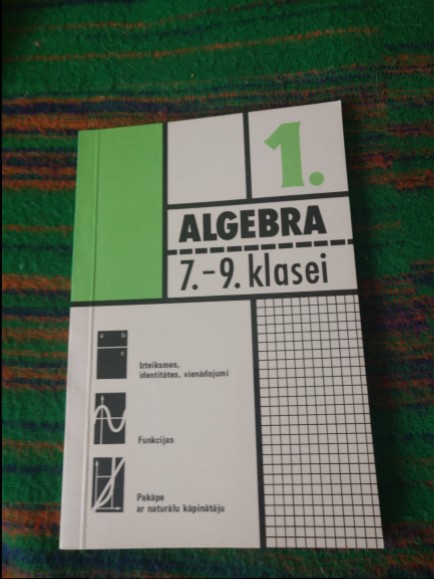 1.
ALGEBRA
7.–9. klasei
a b
c
Izteiksmes,
identitātes, vienādojumi
Funkcijas
Pakāpe
ar naturālu kāpinātāju